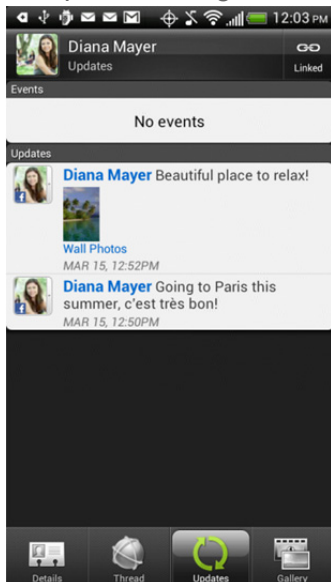 12:03 PM
Diana Mayer
Updates
Linked
Events
No events
Updates
Diana Mayer Beautiful place to relax!
Wall Photos
MAR 15, 12:52PM
Diana Mayer Going to Paris this
summer, c'est très bon!
MAR 15, 12:50PM
Details
Thread
Updates
Gallery